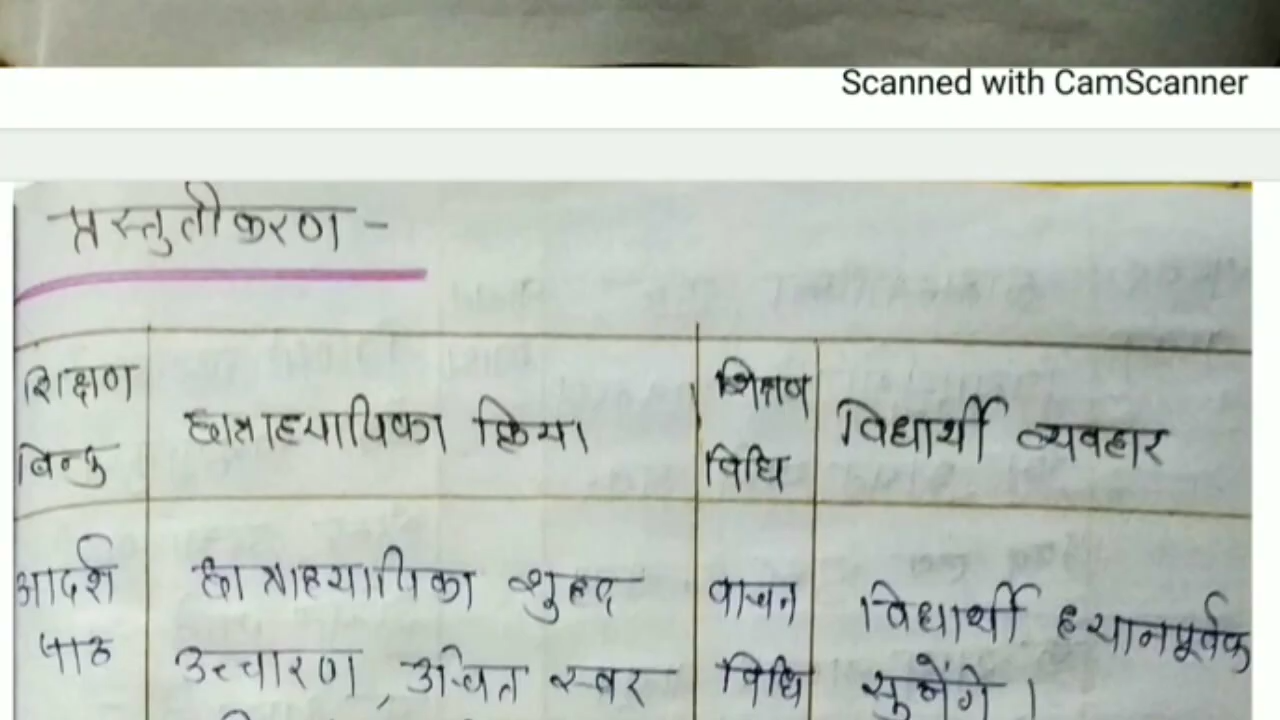 Scanned with CamScanner
प्रस्तुतीकरण -
शिक्षण बिन्दु
छात्राध्यापिका क्रिया
शिक्षण विधि
विद्यार्थी व्यवहार
आदर्श पाठ
छात्राध्यापिका शुद्ध
उच्चारण, उचित स्वर
वाचन विधि
विद्यार्थी ध्यानपूर्वक
सुनेंगे।